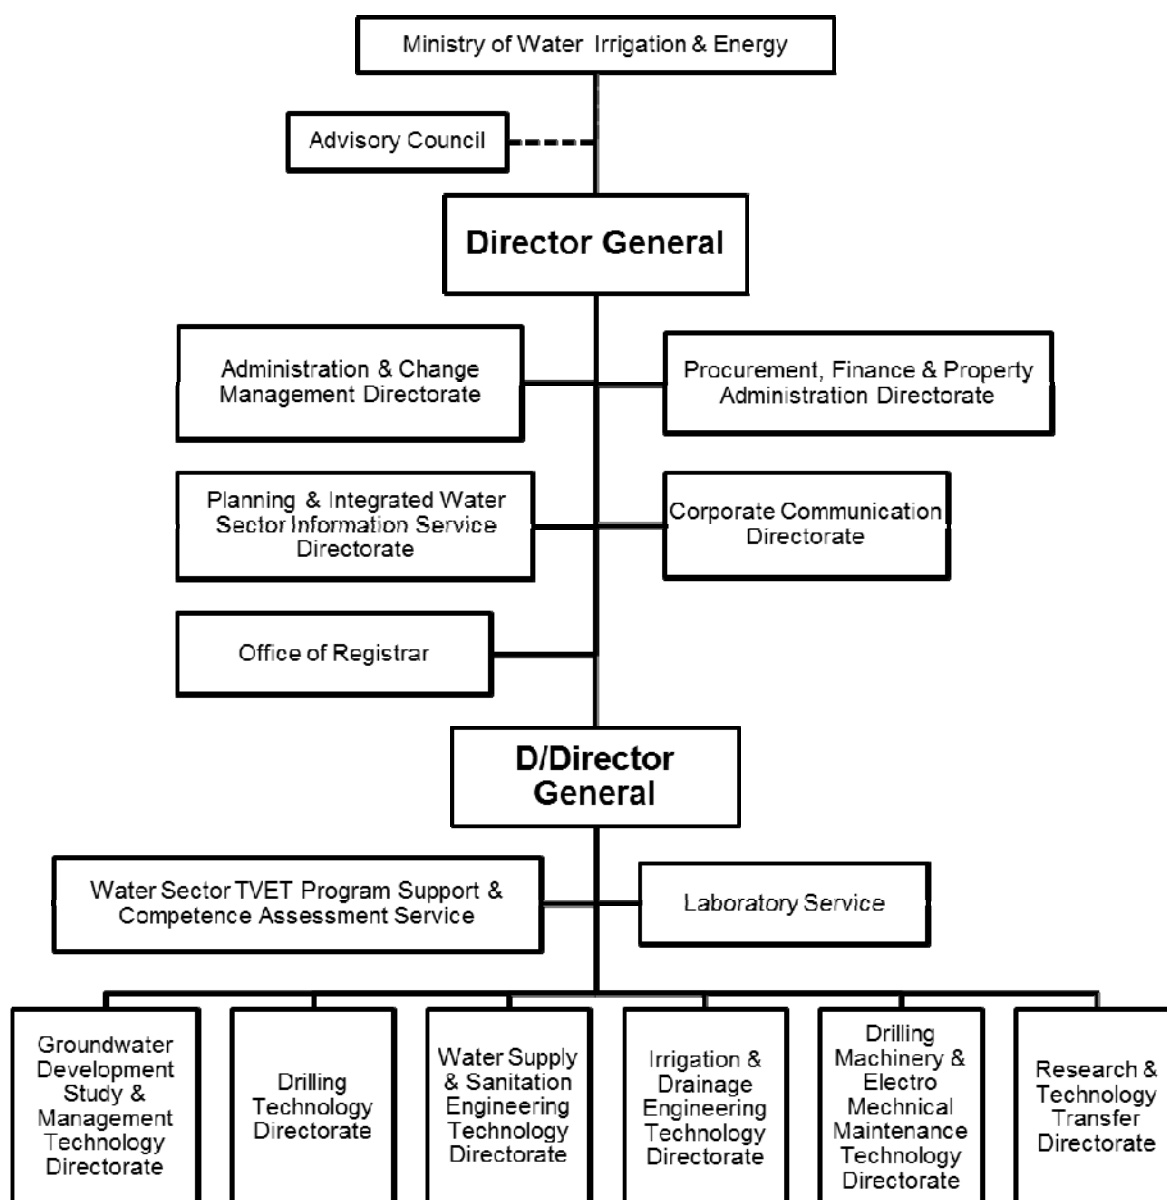 Ministry of Water Irrigation & Energy
Advisory Council
Director General
Administration & Change
Management Directorate
Procurement, Finance & Property
Administration Directorate
Planning & Integrated Water
Sector Information Service
Directorate
Corporate Communication
Directorate
Office of Registrar
D/Director
General
Water Sector TVET Program Support &
Competence Assessment Service
Laboratory Service
Groundwater
Development
Study &
Management
Technology
Directorate
Drilling
Technology
Directorate
Water Supply
& Sanitation
Engineering
Technology
Directorate
Irrigation &
Drainage
Engineering
Technology
Directorate
Drilling
Machinery &
Electro
Mechnical
Maintenance
Technology
Directorate
Research &
Technology
Transfer
Directorate